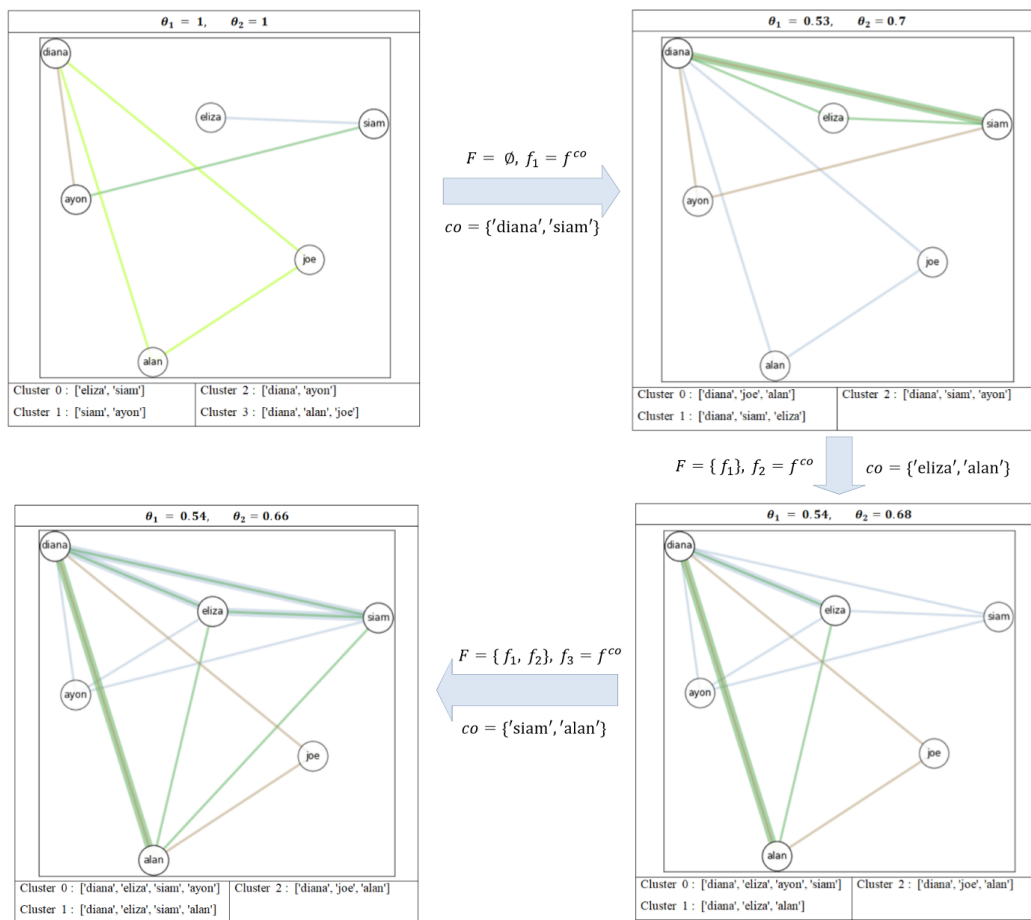 θ₁ = 1, θ₂ = 1
diana
eliza
siam
ayon
joe
alan
Cluster 0 : ['eliza', 'siam']
Cluster 2 : ['diana', 'ayon']
Cluster 1 : ['siam', 'ayon']
Cluster 3 : ['diana', 'alan', 'joe']
F = ∅, f₁ = f^co
co = {'diana', 'siam'}
θ₁ = 0.53, θ₂ = 0.7
diana
eliza
siam
ayon
joe
alan
Cluster 0 : ['diana', 'joe', 'alan']
Cluster 2 : ['diana', 'siam', 'ayon']
Cluster 1 : ['diana', 'siam', 'eliza']
F = { f₁}, f₂ = f^co
co = {'eliza', 'alan'}
θ₁ = 0.54, θ₂ = 0.68
diana
eliza
siam
ayon
joe
alan
Cluster 0 : ['diana', 'eliza', 'ayon', 'siam']
Cluster 2 : ['diana', 'joe', 'alan']
Cluster 1 : ['diana', 'eliza', 'alan']
F = { f₁, f₂}, f₃ = f^co
co = {'siam', 'alan'}
θ₁ = 0.54, θ₂ = 0.66
diana
eliza
siam
ayon
joe
alan
Cluster 0 : ['diana', 'eliza', 'siam', 'ayon']
Cluster 2 : ['diana', 'joe', 'alan']
Cluster 1 : ['diana', 'eliza', 'siam', 'alan']